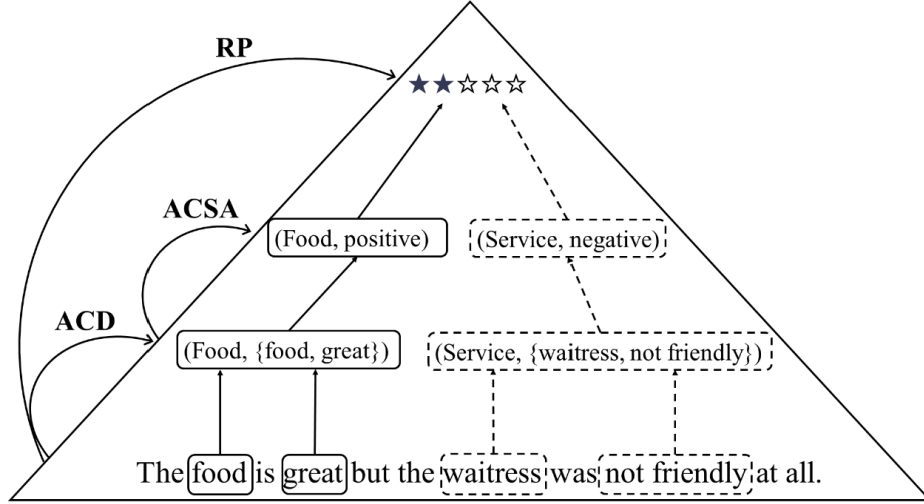 RP
★★☆☆☆
ACSA
(Food, positive) (Service, negative)
ACD
(Food, {food, great}) (Service, {waitress, not friendly})
The food is great but the waitress was not friendly at all.